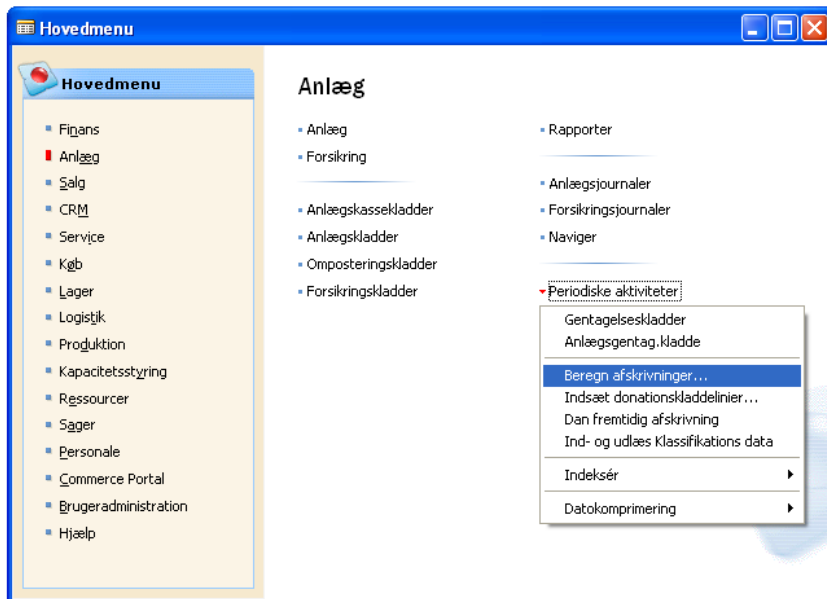 Hovedmenu
Hovedmenu
Finans
Anlæg
Salg
CRM
Service
Køb
Lager
Logistik
Produktion
Kapacitetsstyring
Ressourcer
Sager
Personale
Commerce Portal
Brugeradministration
Hjælp
Anlæg
Anlæg
Forsikring
Anlægskassekladder
Anlægskladder
Omposteringskladder
Forsikringskladder
Rapporter
Anlægsjournaler
Forsikringsjournaler
Naviger
Periodiske aktiviteter
Gentagelseskladder
Anlægsgentag.kladde
Beregn afskrivninger...
Indsæt donationskladdelinier...
Dan fremtidig afskrivning
Ind- og udlæs Klassifikations data
Indeksér
Datokomprimering